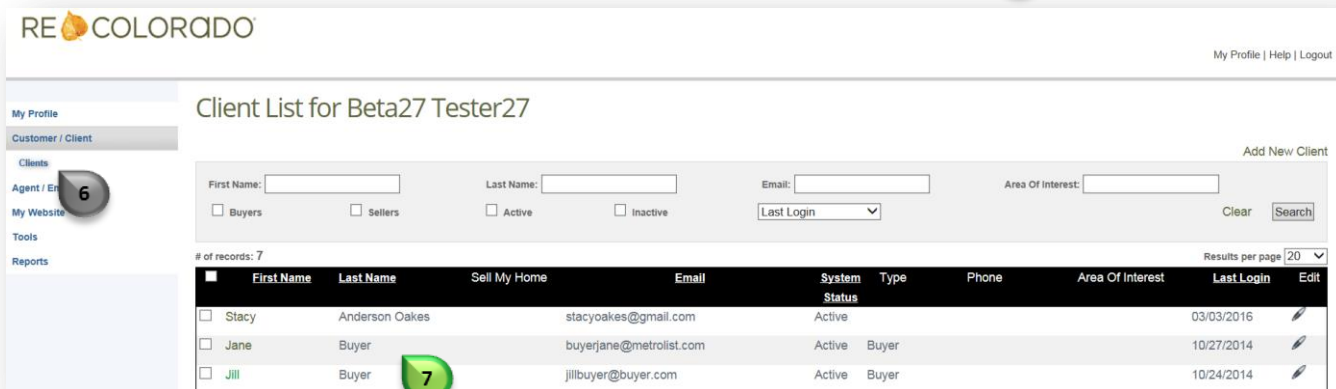 RE COLORADO
My Profile | Help | Logout
My Profile
Customer / Client
Clients
Agent / En
My Website
Tools
Reports
6
Client List for Beta27 Tester27
Add New Client
First Name: Last Name: Email: Area Of Interest:
Buyers Sellers Active Inactive Last Login Clear Search
# of records: 7 Results per page 20
First Name Last Name Sell My Home Email System Status Type Phone Area Of Interest Last Login Edit
Stacy Anderson Oakes stacyoakes@gmail.com Active 03/03/2016
Jane Buyer buyerjane@metrolist.com Active Buyer 10/27/2014
Jill Buyer 7 jillbuyer@buyer.com Active Buyer 10/24/2014